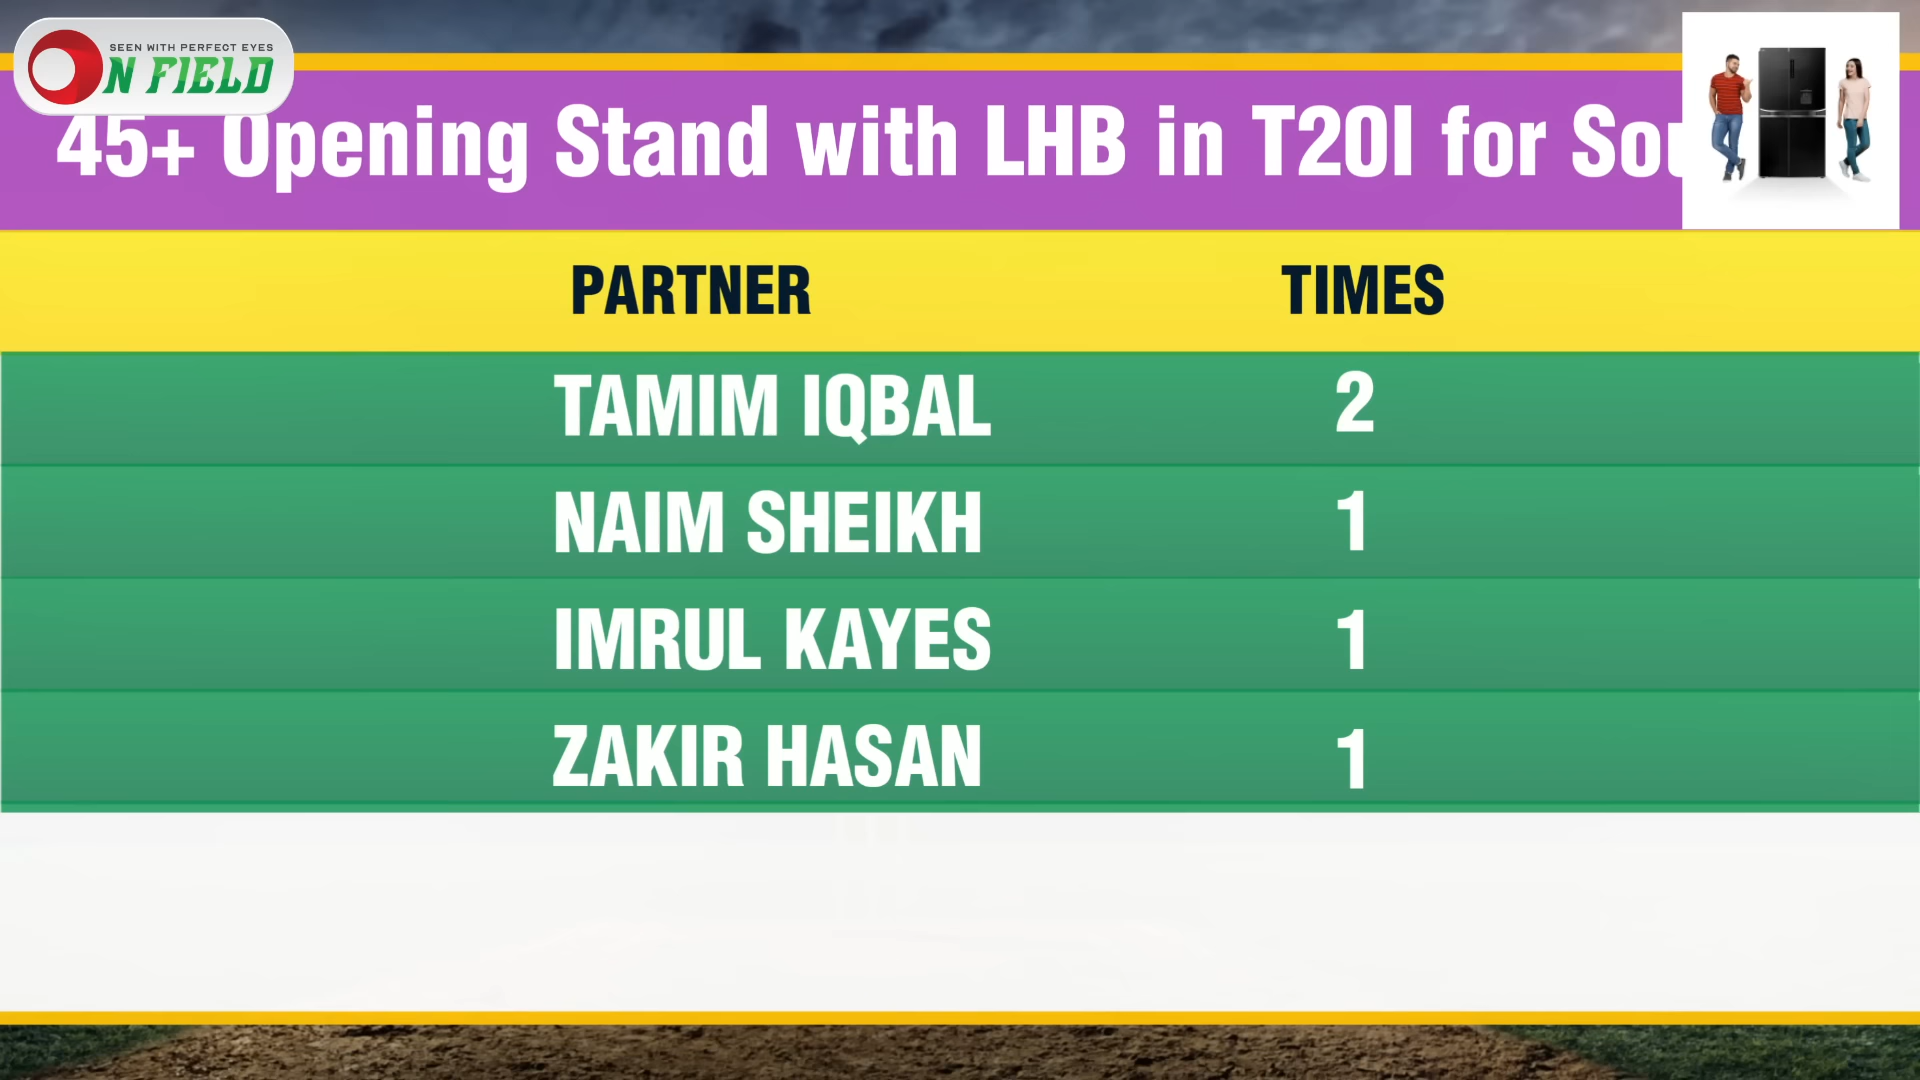 SEEN WITH PERFECT EYES
ON FIELD
45+ Opening Stand with LHB in T20I for
PARTNER TIMES
TAMIM IQBAL 2
NAIM SHEIKH 1
IMRUL KAYES 1
ZAKIR HASAN 1